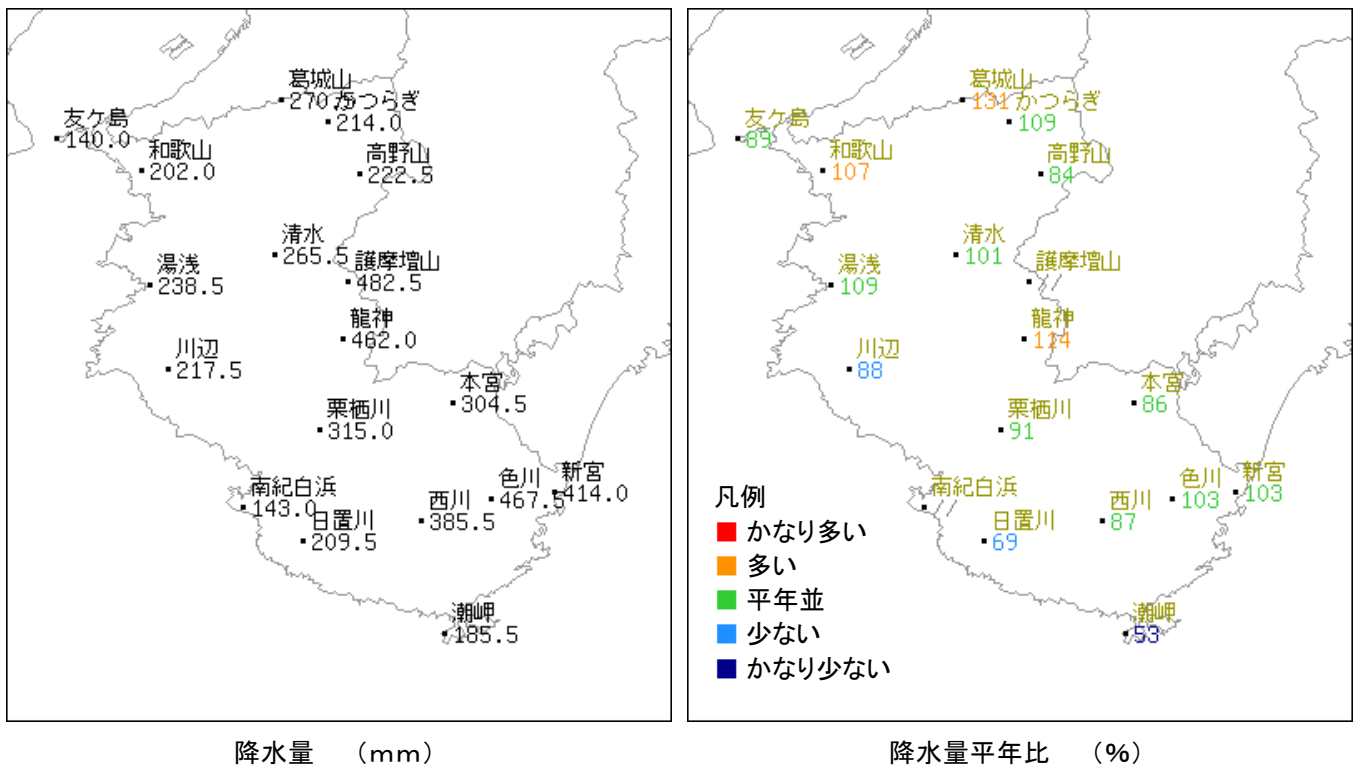 葛城山
270.5
かつらぎ
214.0
友ケ島
140.0
和歌山
202.0
高野山
222.5
清水
265.5
護摩壇山
482.5
湯浅
238.5
龍神
462.0
川辺
217.5
本宮
304.5
栗栖川
315.0
南紀白浜
143.0
日置川
209.5
西川
385.5
色川
467.5
新宮
414.0
潮岬
185.5
降水量 (mm)
葛城山
131
かつらぎ
109
友ケ島
89
和歌山
107
高野山
84
清水
101
護摩壇山
//
湯浅
109
龍神
124
川辺
88
本宮
86
栗栖川
91
南紀白浜
//
日置川
69
西川
87
色川
103
新宮
103
潮岬
53
凡例
かなり多い
多い
平年並
少ない
かなり少ない
降水量平年比 (%)